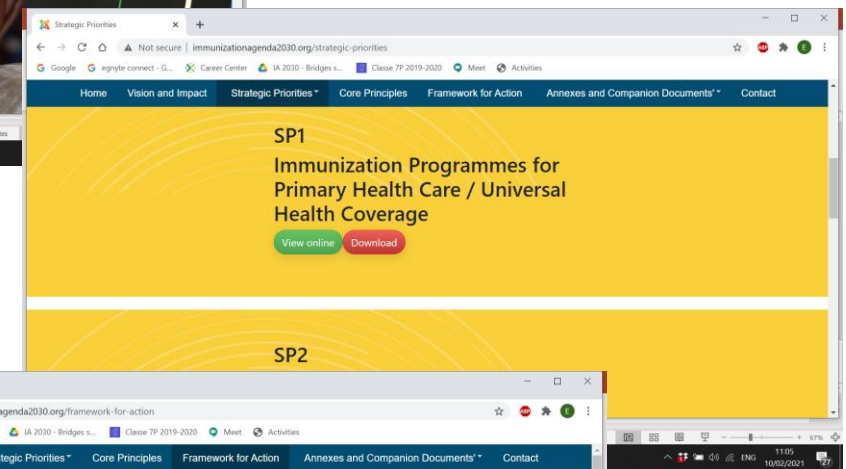 Strategic Priorities
Not secure | immunizationagenda2030.org/strategic-priorities
Google egnyte connect - G... Career Center IA 2030 - Bridges s... Classe 7P 2019-2020 Meet Activities
Home Vision and Impact Strategic Priorities Core Principles Framework for Action Annexes and Companion Documents' Contact
SP1
Immunization Programmes for
Primary Health Care / Universal
Health Coverage
View online Download
SP2
agenda2030.org/framework-for-action
IA 2030 - Bridges s... Classe 7P 2019-2020 Meet Activities
tegic Priorities Core Principles Framework for Action Annexes and Companion Documents' Contact
67%
ENG
11:05
10/02/2021
27